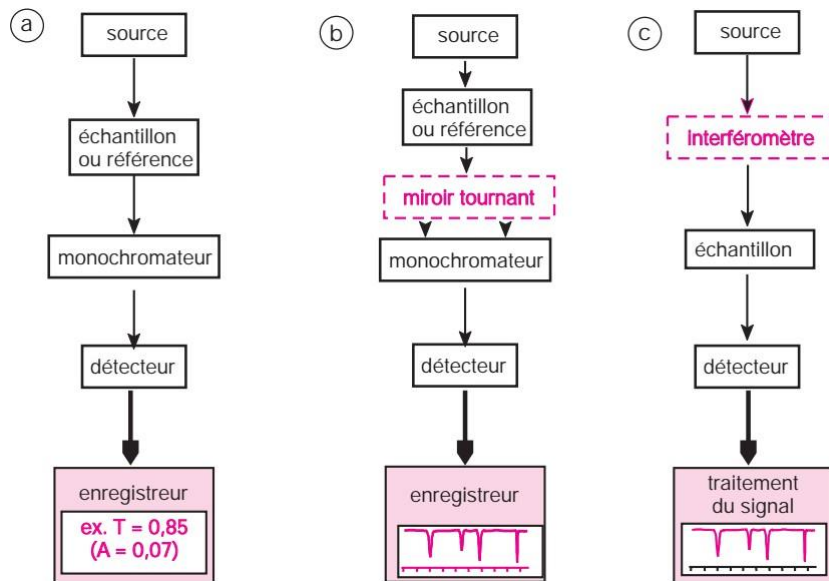 a
source
échantillon
ou référence
monochromateur
détecteur
enregistreur
ex. T = 0,85
(A = 0,07)
b
source
échantillon
ou référence
miroir tournant
monochromateur
détecteur
enregistreur
c
source
interféromètre
échantillon
détecteur
traitement
du signal